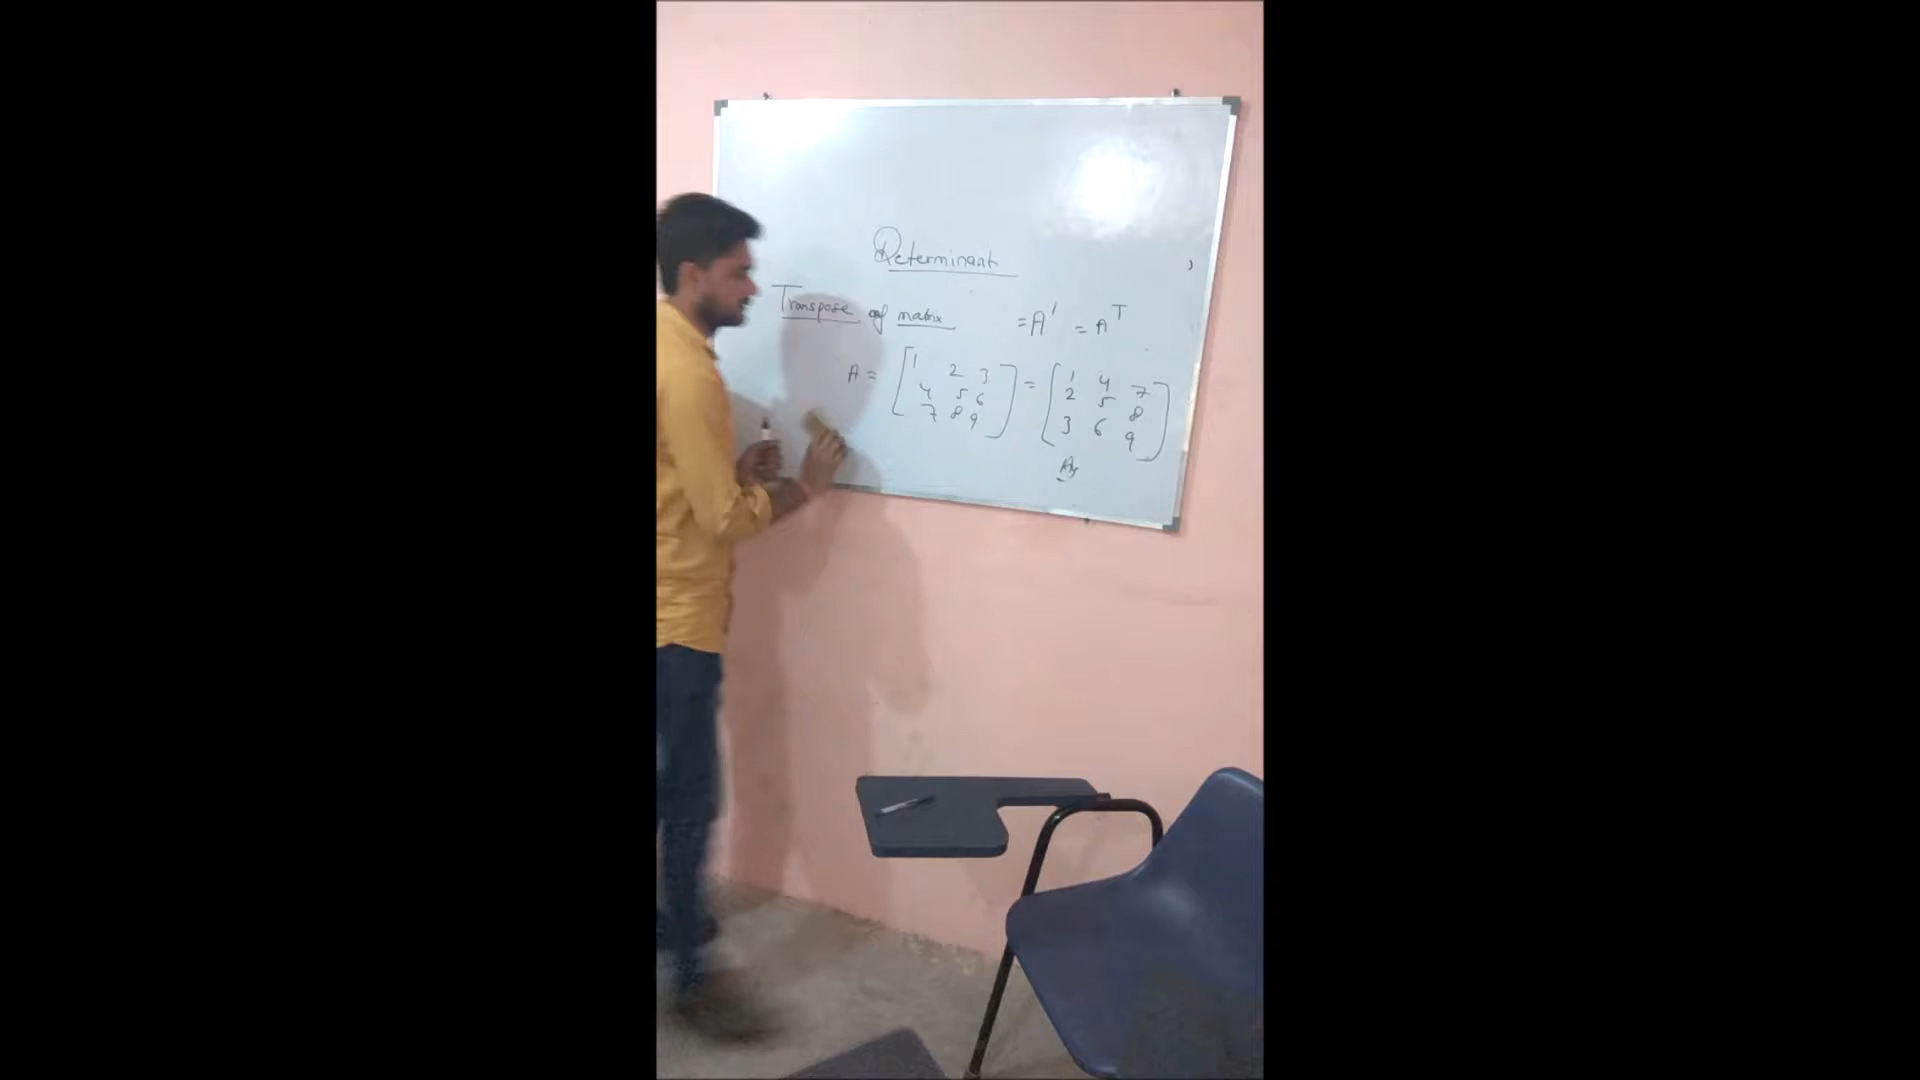 Determinant
Transpose of matrix = A' = A^T
A = [1 2 3 = [1 4 7
4 5 6 2 5 8
7 8 9] 3 6 9]
Ans